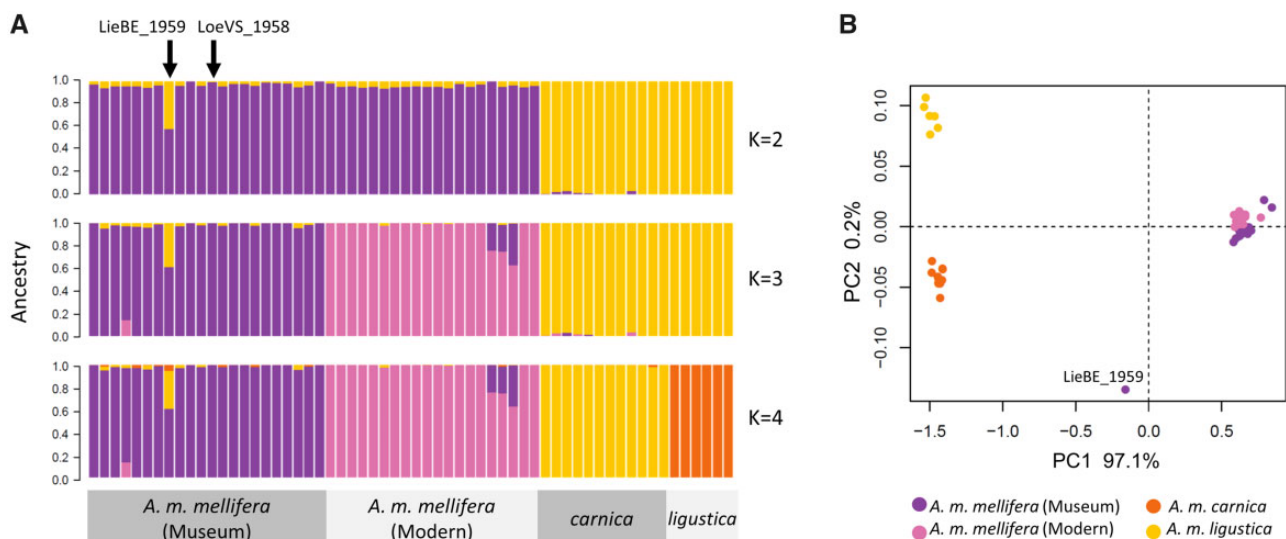 A
LieBE_1959
LoeVS_1958
1.0
0.8
0.6
0.4
0.2
0.0
K=2
1.0
0.8
0.6
0.4
0.2
0.0
K=3
Ancestry
1.0
0.8
0.6
0.4
0.2
0.0
K=4
A. m. mellifera
(Museum)
A. m. mellifera
(Modern)
carnica
ligustica
B
PC2 0.2%
0.10
0.05
0.00
−0.05
−0.10
LieBE_1959
−1.5
−1.0
−0.5
0.0
0.5
PC1 97.1%
A. m. mellifera (Museum)
A. m. mellifera (Modern)
A. m. carnica
A. m. ligustica